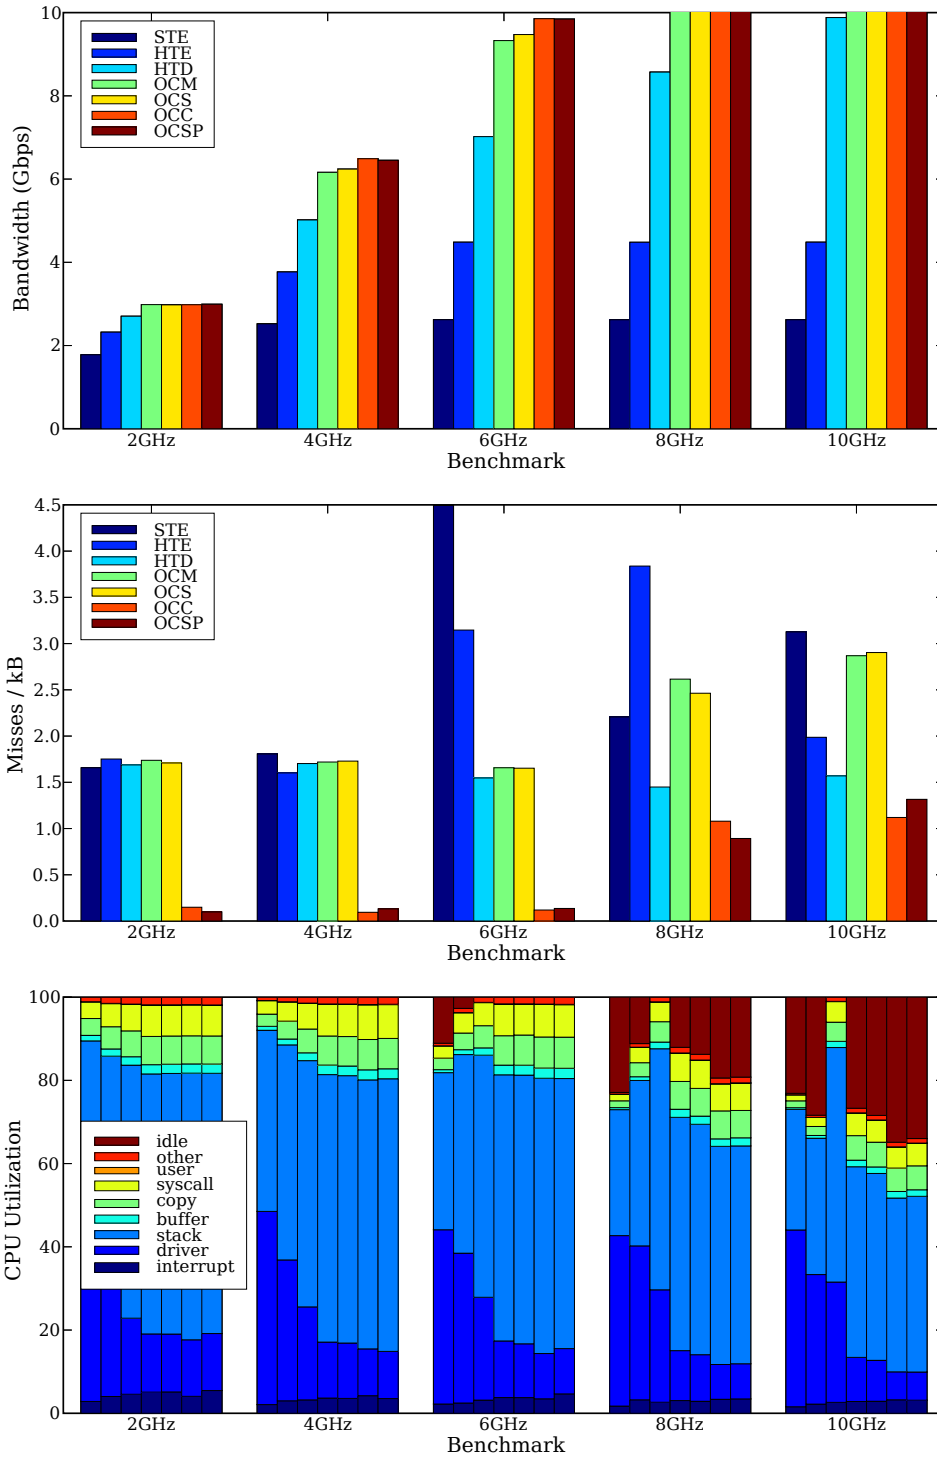 10
8
6
4
2
0
Bandwidth (Gbps)
STE
HTE
HTD
OCM
OCS
OCC
OCSP
2GHz 4GHz 6GHz 8GHz 10GHz
Benchmark
4.5
4.0
3.5
3.0
2.5
2.0
1.5
1.0
0.5
0.0
Misses / kB
STE
HTE
HTD
OCM
OCS
OCC
OCSP
2GHz 4GHz 6GHz 8GHz 10GHz
Benchmark
100
80
60
40
20
0
CPU Utilization
idle
other
user
syscall
copy
buffer
stack
driver
interrupt
2GHz 4GHz 6GHz 8GHz 10GHz
Benchmark